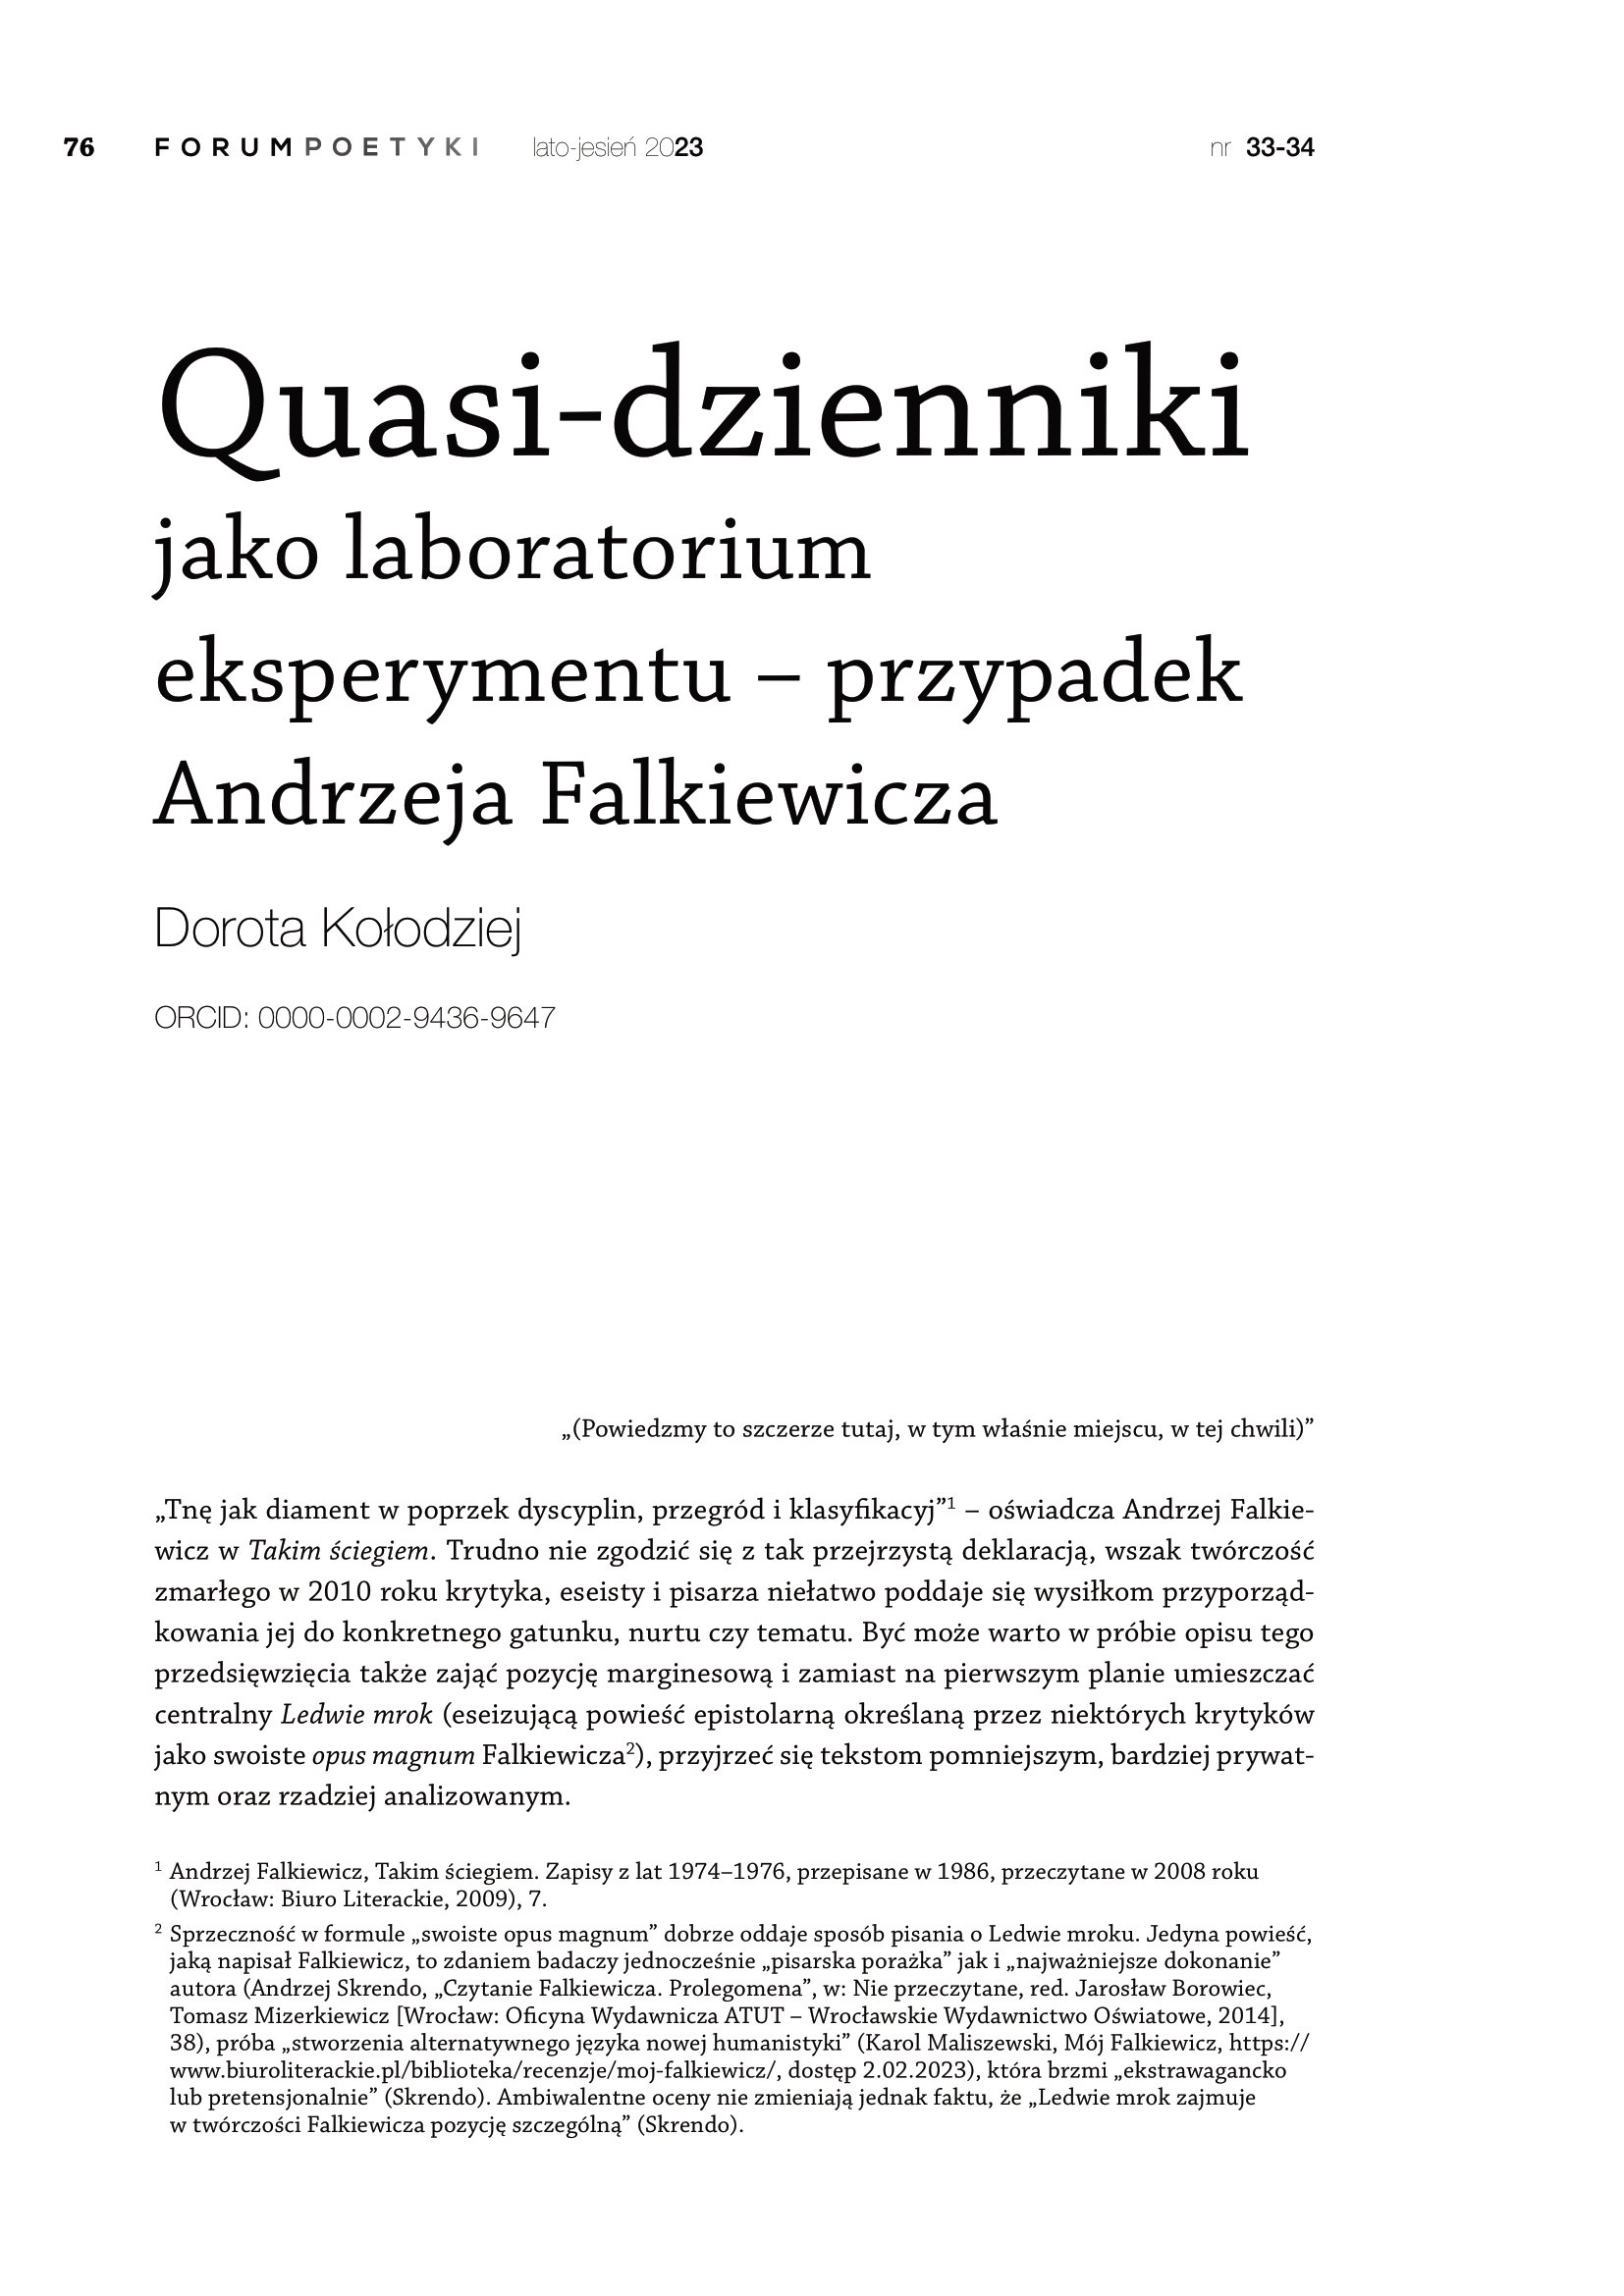 76 FORUMPOETYKI lato-jesień 2023 nr 33-34
Quasi-dzienniki
jako laboratorium
eksperymentu – przypadek
Andrzeja Falkiewicza
Dorota Kołodziej
ORCID: 0000-0002-9436-9647
„(Powiedzmy to szczerze tutaj, w tym właśnie miejscu, w tej chwili)”
„Tnę jak diament w poprzek dyscyplin, przegród i klasyfikacyj”1 – oświadcza Andrzej Falkie-
wicz w Takim ściegiem. Trudno nie zgodzić się z tak przejrzystą deklaracją, wszak twórczość
zmarłego w 2010 roku krytyka, eseisty i pisarza niełatwo poddaje się wysiłkom przyporząd-
kowania jej do konkretnego gatunku, nurtu czy tematu. Być może warto w próbie opisu tego
przedsięwzięcia także zająć pozycję marginesową i zamiast na pierwszym planie umieszczać
centralny Ledwie mrok (eseizującą powieść epistolarną określaną przez niektórych krytyków
jako swoiste opus magnum Falkiewicza2), przyjrzeć się tekstom pomniejszym, bardziej prywat-
nym oraz rzadziej analizowanym.
1 Andrzej Falkiewicz, Takim ściegiem. Zapisy z lat 1974–1976, przepisane w 1986, przeczytane w 2008 roku
(Wrocław: Biuro Literackie, 2009), 7.
2 Sprzeczność w formule „swoiste opus magnum” dobrze oddaje sposób pisania o Ledwie mroku. Jedyna powieść,
jaką napisał Falkiewicz, to zdaniem badaczy jednocześnie „pisarska porażka” jak i „najważniejsze dokonanie”
autora (Andrzej Skrendo, „Czytanie Falkiewicza. Prolegomena”, w: Nie przeczytane, red. Jarosław Borowiec,
Tomasz Mizerkiewicz [Wrocław: Oficyna Wydawnicza ATUT – Wrocławskie Wydawnictwo Oświatowe, 2014],
38), próba „stworzenia alternatywnego języka nowej humanistyki” (Karol Maliszewski, Mój Falkiewicz, https://
www.biuroliterackie.pl/biblioteka/recenzje/moj-falkiewicz/, dostęp 2.02.2023), która brzmi „ekstrawagancko
lub pretensjonalnie” (Skrendo). Ambiwalentne oceny nie zmieniają jednak faktu, że „Ledwie mrok zajmuje
w twórczości Falkiewicza pozycję szczególną” (Skrendo).